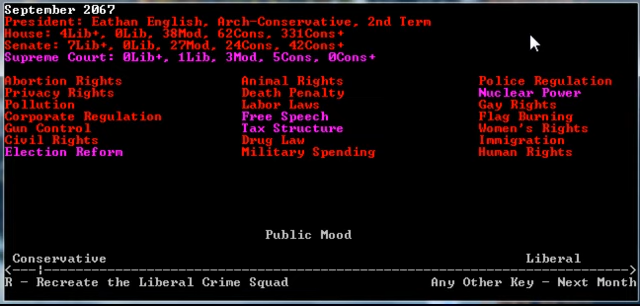 September 2067
President: Eathan English, Arch-Conservative, 2nd Term
House: 4Lib+, 0Lib, 38Mod, 62Cons, 331Cons+
Senate: 7Lib+, 0Lib, 27Mod, 24Cons, 42Cons+
Supreme Court: 0Lib+, 1Lib, 3Mod, 5Cons, 0Cons+
Abortion Rights Animal Rights Police Regulation
Privacy Rights Death Penalty Nuclear Power
Pollution Labor Laws Gay Rights
Corporate Regulation Free Speech Flag Burning
Gun Control Tax Structure Women's Rights
Civil Rights Drug Law Immigration
Election Reform Military Spending Human Rights
Public Mood
Conservative Liberal
R - Recreate the Liberal Crime Squad Any Other Key - Next Month